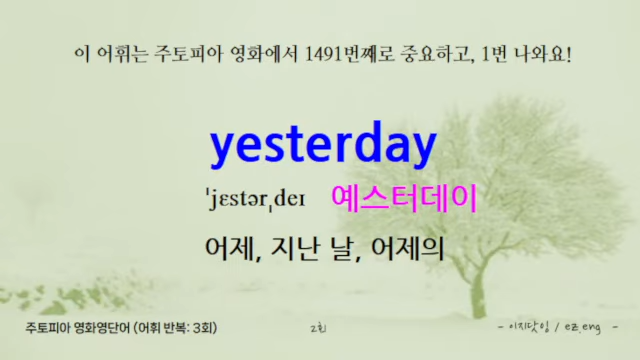 이 어휘는 주토피아 영화에서 1491번째로 중요하고, 1번 나와요!
yesterday
ˈjɛstərˌdeɪ 예스터데이
어제, 지난 날, 어제의
주토피아 영화영단어 (어휘 반복: 3회) 2회 - 이지닷잉 / ez.eng -